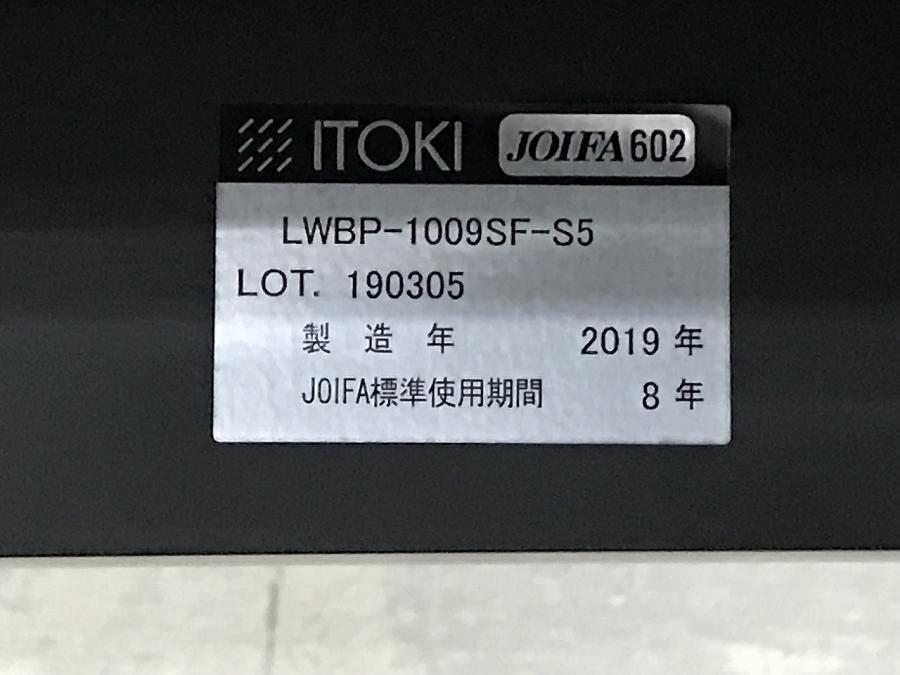 ITOKI JOIFA602
LWBP-1009SF-S5
LOT. 190305
製 造 年 2019 年
JOIFA標準使用期間 8 年